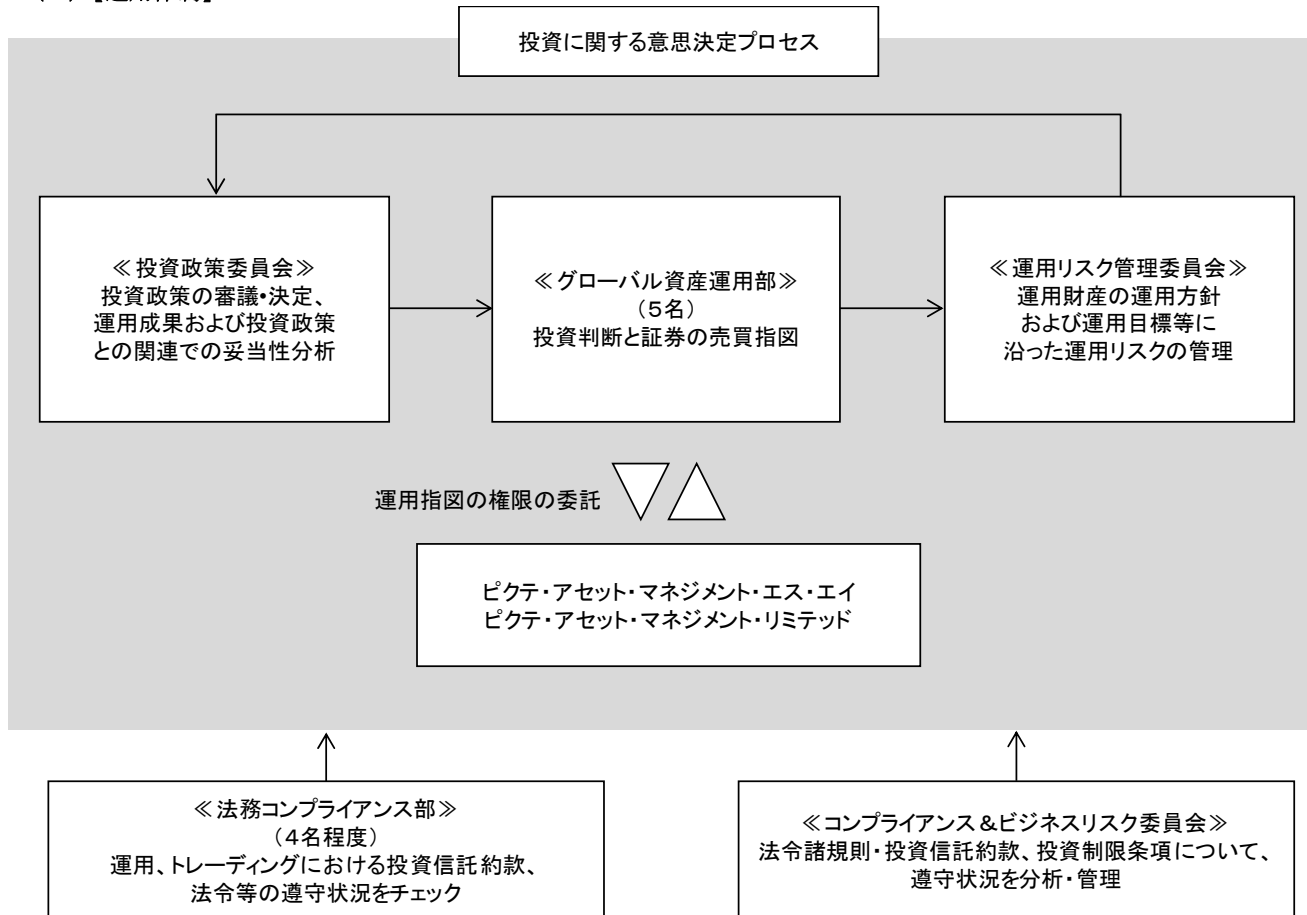 投資に関する意思決定プロセス
≪投資政策委員会≫
投資政策の審議・決定、
運用成果および投資政策
との関連での妥当性分析
≪グローバル資産運用部≫
（5名）
投資判断と証券の売買指図
≪運用リスク管理委員会≫
運用財産の運用方針
および運用目標等に
沿った運用リスクの管理
運用指図の権限の委託
ピクテ・アセット・マネジメント・エス・エイ
ピクテ・アセット・マネジメント・リミテッド
≪法務コンプライアンス部≫
（4名程度）
運用、トレーディングにおける投資信託約款、
法令等の遵守状況をチェック
≪コンプライアンス＆ビジネスリスク委員会≫
法令諸規則・投資信託約款、投資制限条項について、
遵守状況を分析・管理